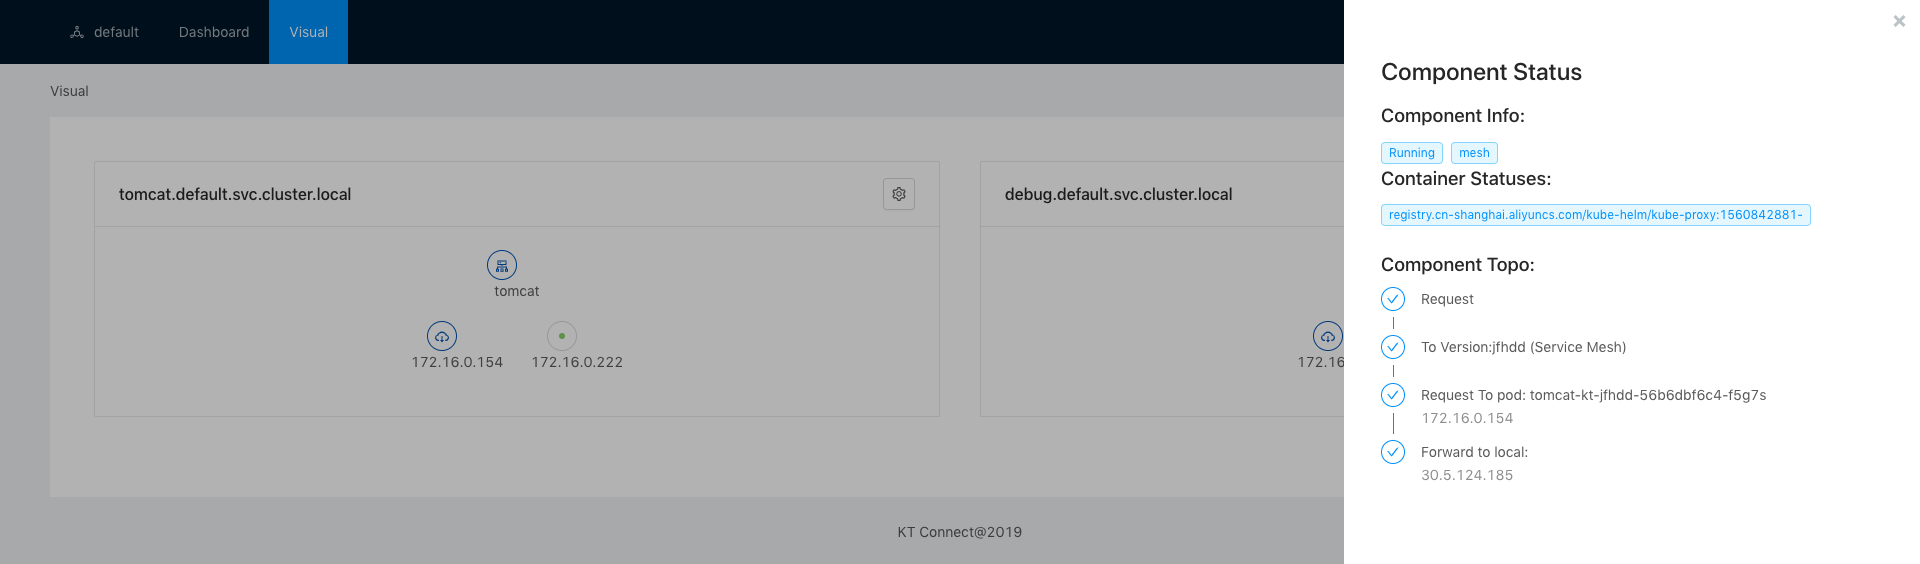 default Dashboard Visual
Visual
tomcat.default.svc.cluster.local
tomcat
172.16.0.154 172.16.0.222
debug.default.svc.cluster.local
172.16
KT Connect@2019
Component Status
Component Info:
Running mesh
Container Statuses:
registry.cn-shanghai.aliyuncs.com/kube-helm/kube-proxy:1560842881-
Component Topo:
Request
To Version:jfhdd (Service Mesh)
Request To pod: tomcat-kt-jfhdd-56b6dbf6c4-f5g7s
172.16.0.154
Forward to local:
30.5.124.185